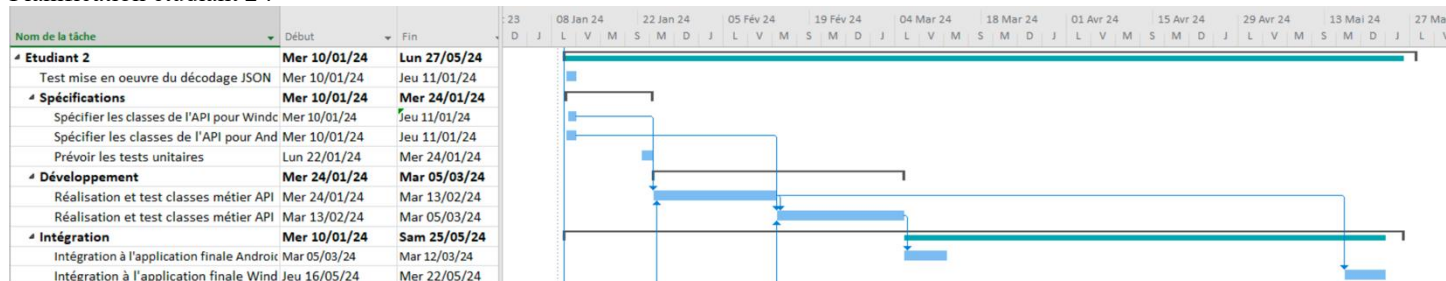 Nom de la tâche Début Fin 23 08 Jan 24 22 Jan 24 05 Fév 24 19 Fév 24 04 Mar 24 18 Mar 24 01 Avr 24 15 Avr 24 29 Avr 24 13 Mai 24 27 Ma
D J L V M S M D J L V M S M D J L V M S M D J L V M S M D J L V M S M D J L
Etudiant 2 Mer 10/01/24 Lun 27/05/24
Test mise en oeuvre du décodage JSON Mer 10/01/24 Jeu 11/01/24
Spécifications Mer 10/01/24 Mer 24/01/24
Spécifier les classes de l'API pour Windo Mer 10/01/24 Jeu 11/01/24
Spécifier les classes de l'API pour And Mer 10/01/24 Jeu 11/01/24
Prévoir les tests unitaires Lun 22/01/24 Mer 24/01/24
Développement Mer 24/01/24 Mar 05/03/24
Réalisation et test classes métier API Mer 24/01/24 Mar 13/02/24
Réalisation et test classes métier API Mar 13/02/24 Mar 05/03/24
Intégration Mer 10/01/24 Sam 25/05/24
Intégration à l'application finale Android Mar 05/03/24 Mar 12/03/24
Intégration à l'application finale Wind Jeu 16/05/24 Mer 22/05/24